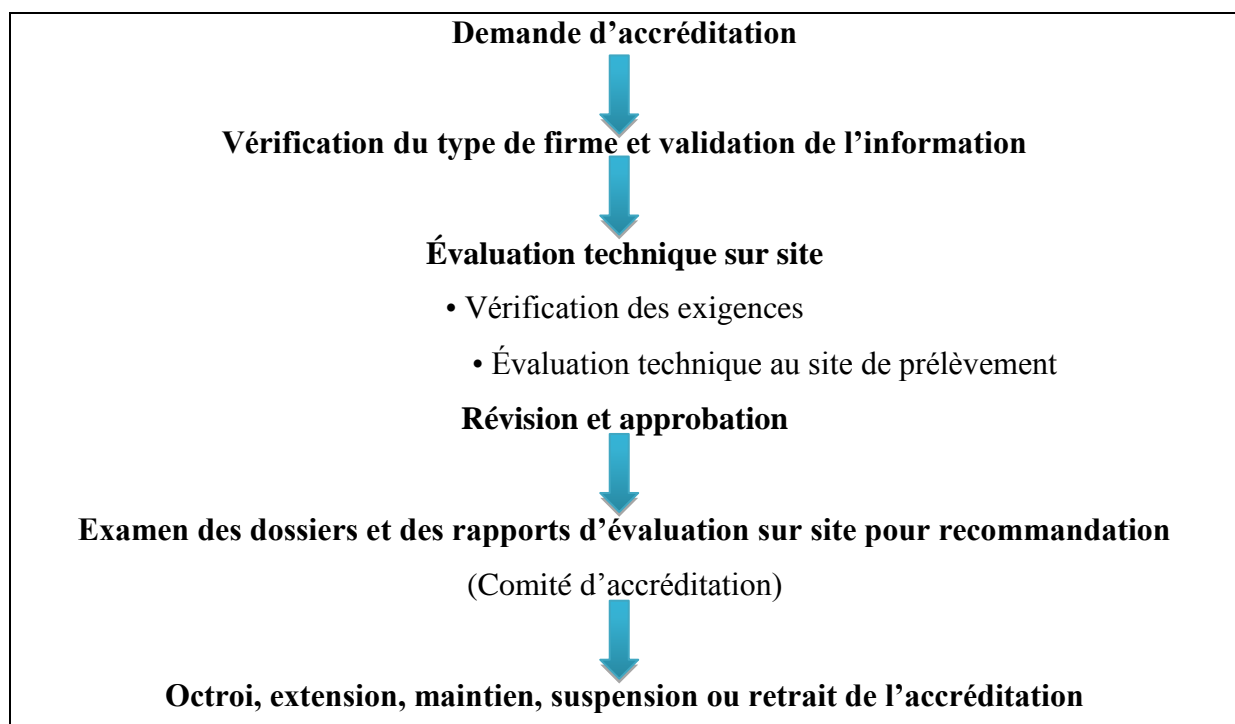 Demande d’accréditation
Vérification du type de firme et validation de l’information
Évaluation technique sur site
• Vérification des exigences
• Évaluation technique au site de prélèvement
Révision et approbation
Examen des dossiers et des rapports d’évaluation sur site pour recommandation
(Comité d’accréditation)
Octroi, extension, maintien, suspension ou retrait de l’accréditation